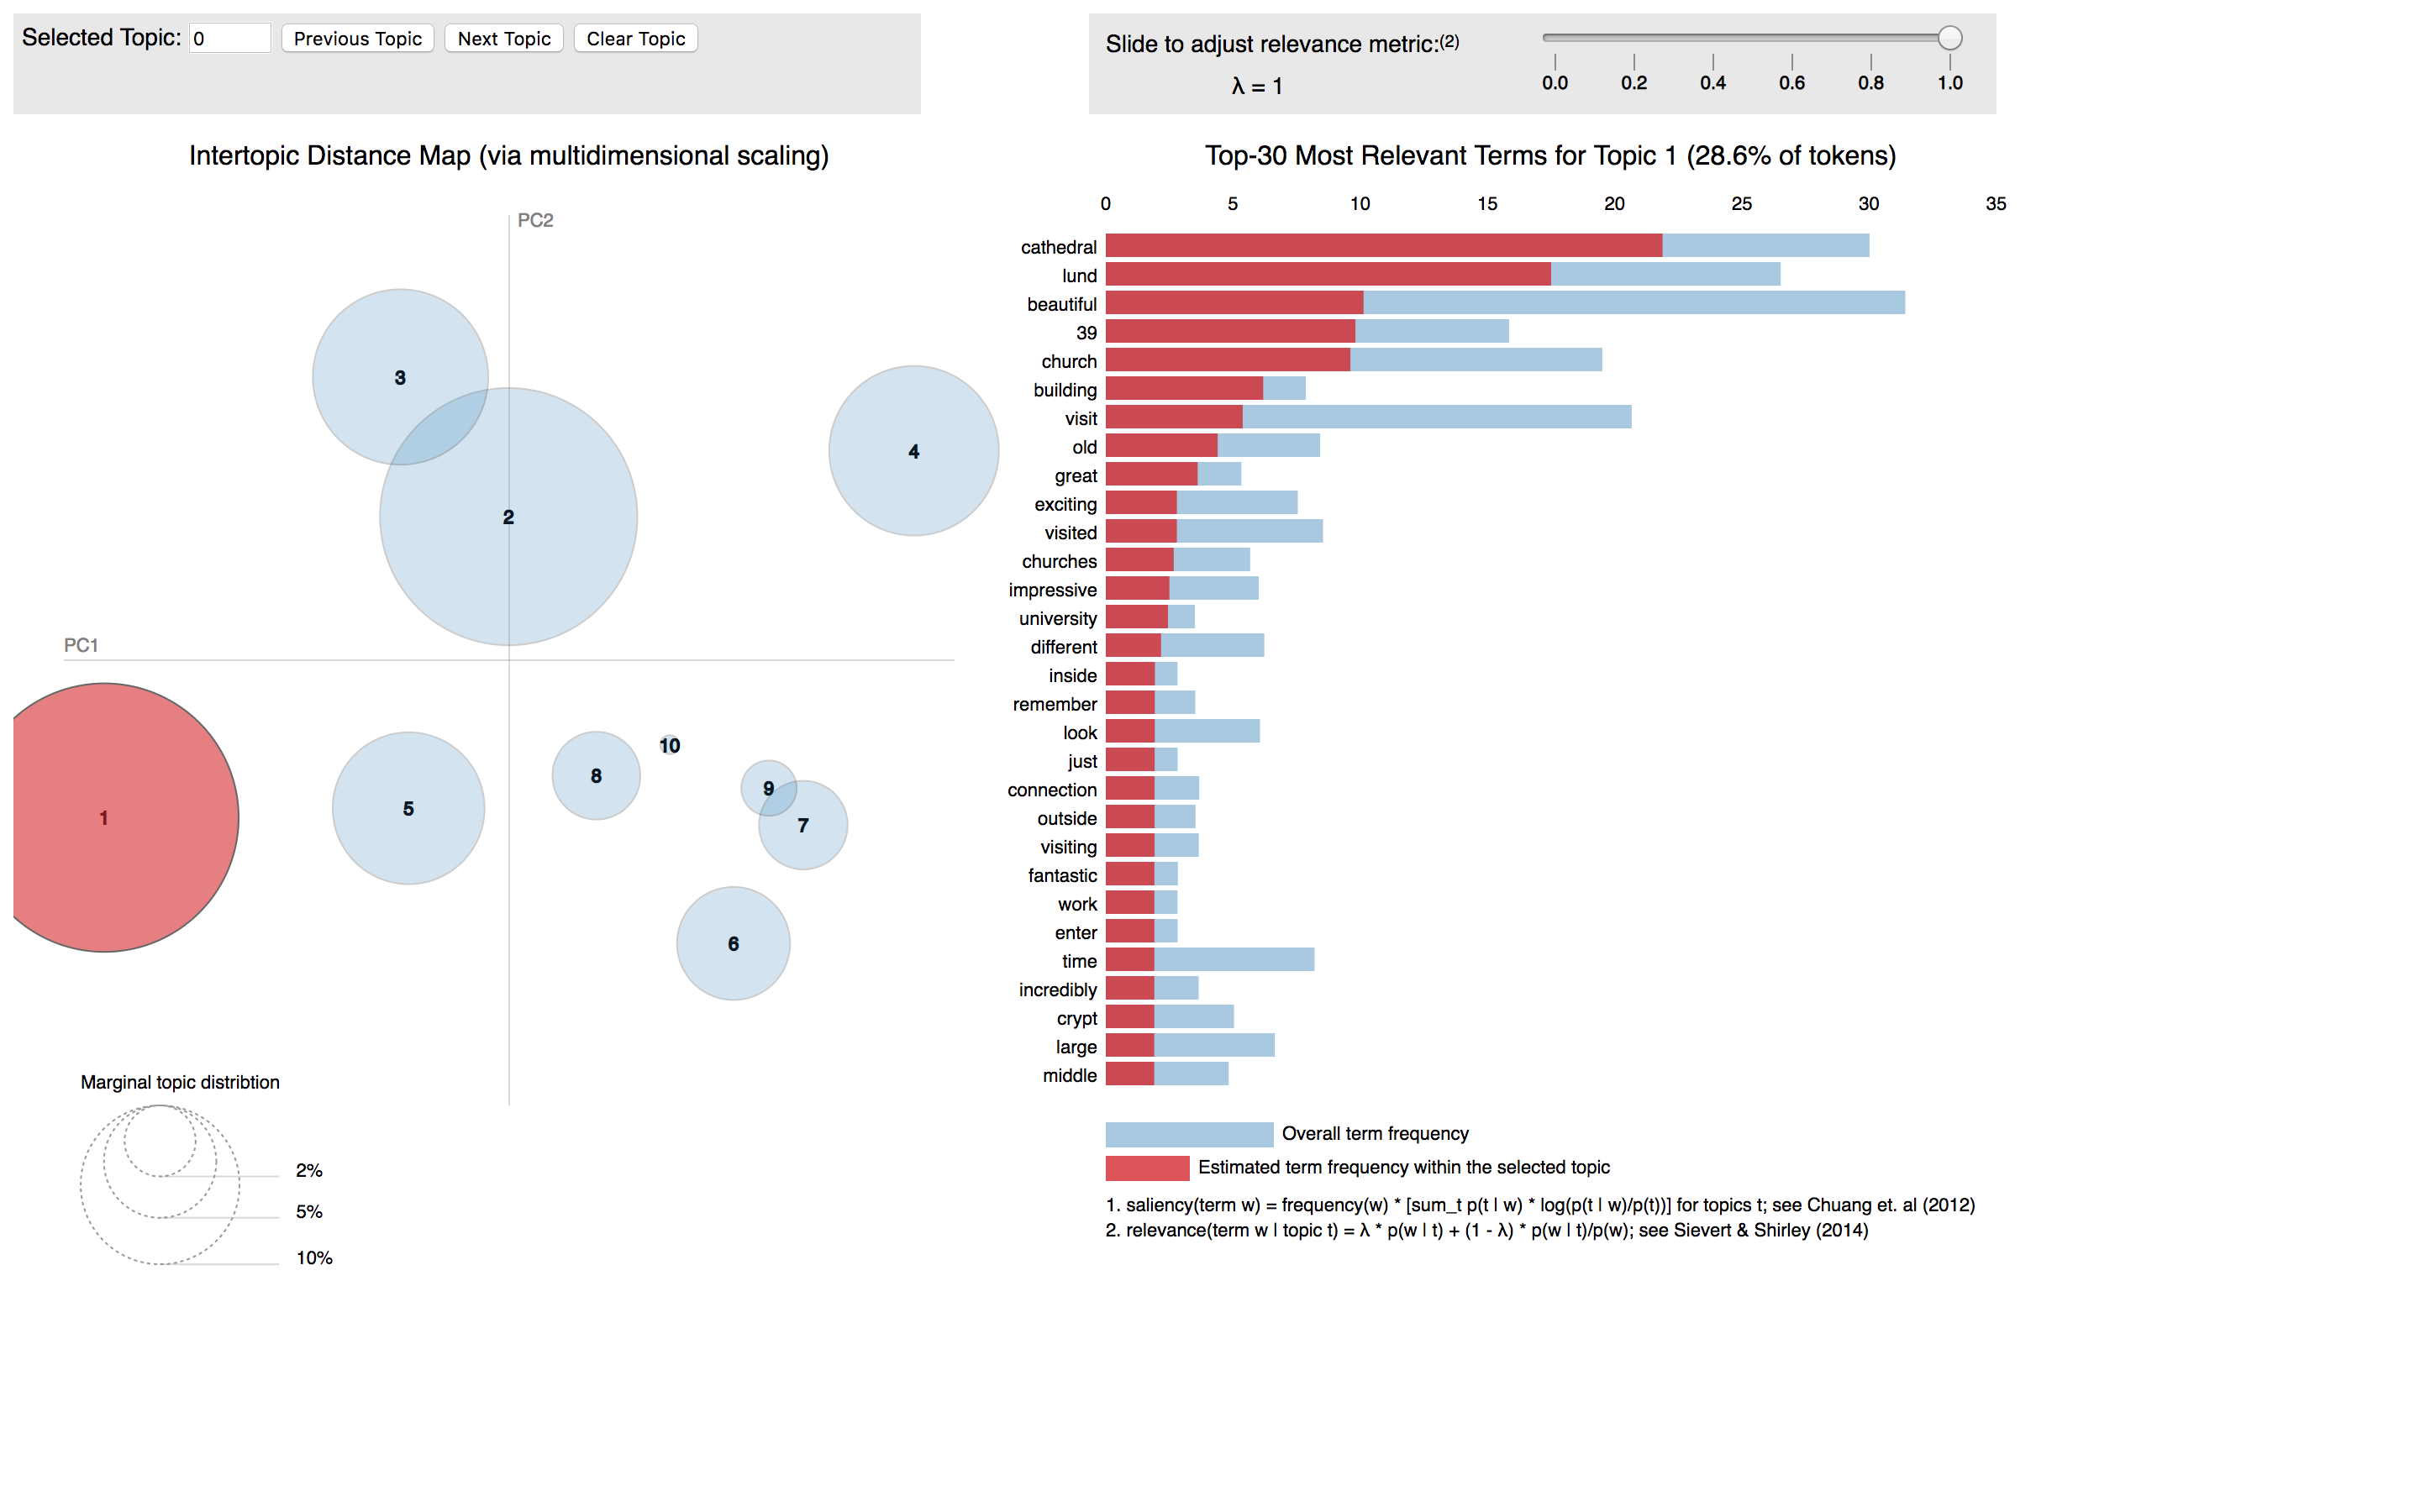 Selected Topic: 0 Previous Topic Next Topic Clear Topic
Slide to adjust relevance metric:(2)
λ = 1
0.0 0.2 0.4 0.6 0.8 1.0
Intertopic Distance Map (via multidimensional scaling)
PC2
PC1
3
4
2
1
5
8
10
9
7
6
Marginal topic distribtion
2%
5%
10%
Top-30 Most Relevant Terms for Topic 1 (28.6% of tokens)
0 5 10 15 20 25 30 35
cathedral
lund
beautiful
39
church
building
visit
old
great
exciting
visited
churches
impressive
university
different
inside
remember
look
just
connection
outside
visiting
fantastic
work
enter
time
incredibly
crypt
large
middle
Overall term frequency
Estimated term frequency within the selected topic
1. saliency(term w) = frequency(w) * [sum_t p(t | w) * log(p(t | w)/p(t))] for topics t; see Chuang et. al (2012)
2. relevance(term w | topic t) = λ * p(w | t) + (1 - λ) * p(w | t)/p(w); see Sievert & Shirley (2014)